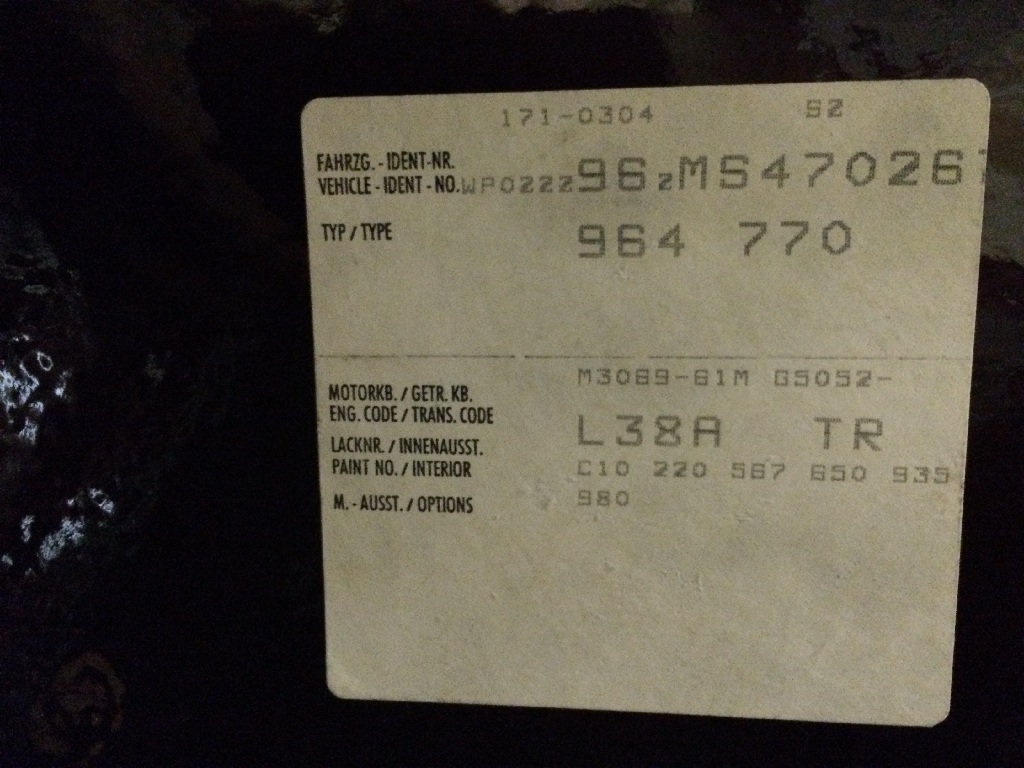 171-0304 52
FAHRZG.-IDENT-NR.
VEHICLE-IDENT-NO. WP0ZZZ96ZMS47026
TYP/TYPE 964 770
MOTORKB./GETR.KB. M3069-61M G5052-
ENG.CODE/TRANS.CODE
LACKNR./INNENAUSST. L38A TR
PAINT NO./INTERIOR C10 220 567 650 935
M.-AUSST./OPTIONS 980